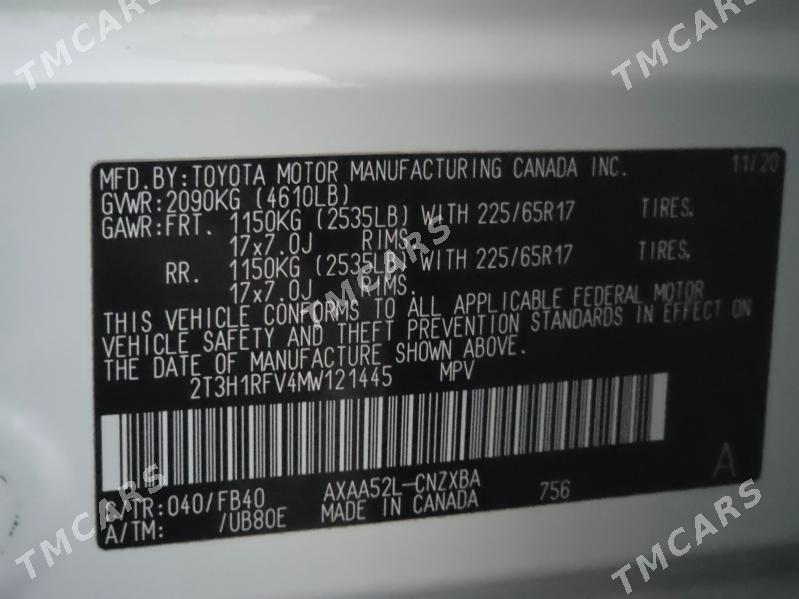 TMCARS
TMCARS
MFD.BY:TOYOTA MOTOR MANUFACTURING CANADA INC. 11/20
GVWR:2090KG (4610LB)
GAWR:FRT. 1150KG (2535LB) WITH 225/65R17 TIRES.
17x7.0J RIMS.
RR. 1150KG (2535LB) WITH 225/65R17 TIRES.
17x7.0J RIMS.
TMCARS
THIS VEHICLE CONFORMS TO ALL APPLICABLE FEDERAL MOTOR
VEHICLE SAFETY AND THEFT PREVENTION STANDARDS IN EFFECT ON
THE DATE OF MANUFACTURE SHOWN ABOVE.
2T3H1RFV4MW121445 MPV
A
C/TR:040/FB40 AXAA52L-CNZXBA 756
A/TM: /UB80E MADE IN CANADA
TMCARS
TMCARS